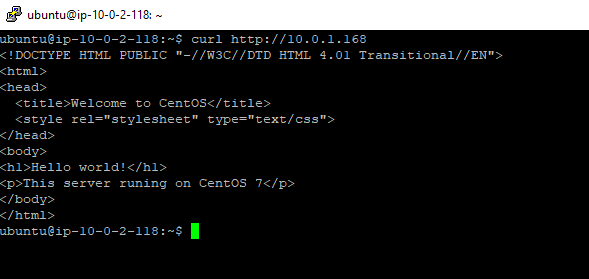 ubuntu@ip-10-0-2-118: ~
ubuntu@ip-10-0-2-118:~$ curl http://10.0.1.168
<!DOCTYPE HTML PUBLIC "-//W3C//DTD HTML 4.01 Transitional//EN">
<html>
<head>
  <title>Welcome to CentOS</title>
  <style rel="stylesheet" type="text/css">
</head>
<body>
<h1>Hello world!</h1>
<p>This server runing on CentOS 7</p>
</body>
</html>
ubuntu@ip-10-0-2-118:~$